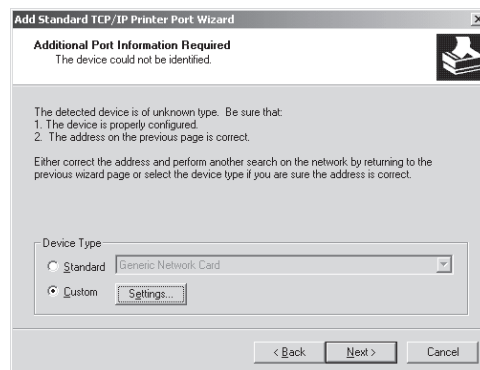 Add Standard TCP/IP Printer Port Wizard
Additional Port Information Required
The device could not be identified.
The detected device is of unknown type. Be sure that:
1. The device is properly configured.
2. The address on the previous page is correct.
Either correct the address and perform another search on the network by returning to the
previous wizard page or select the device type if you are sure the address is correct.
Device Type
Standard Generic Network Card
Custom Settings...
< Back Next > Cancel